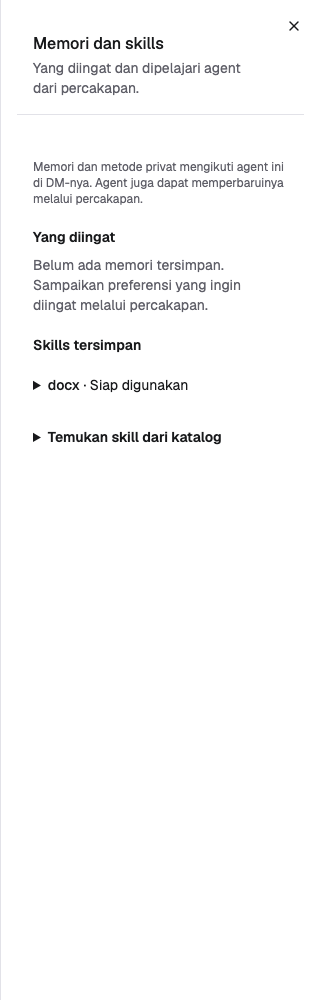 Memori dan skills
Yang diingat dan dipelajari agent
dari percakapan.
Memori dan metode privat mengikuti agent ini
di DM-nya. Agent juga dapat memperbaruinya
melalui percakapan.
Yang diingat
Belum ada memori tersimpan.
Sampaikan preferensi yang ingin
diingat melalui percakapan.
Skills tersimpan
docx · Siap digunakan
Temukan skill dari katalog